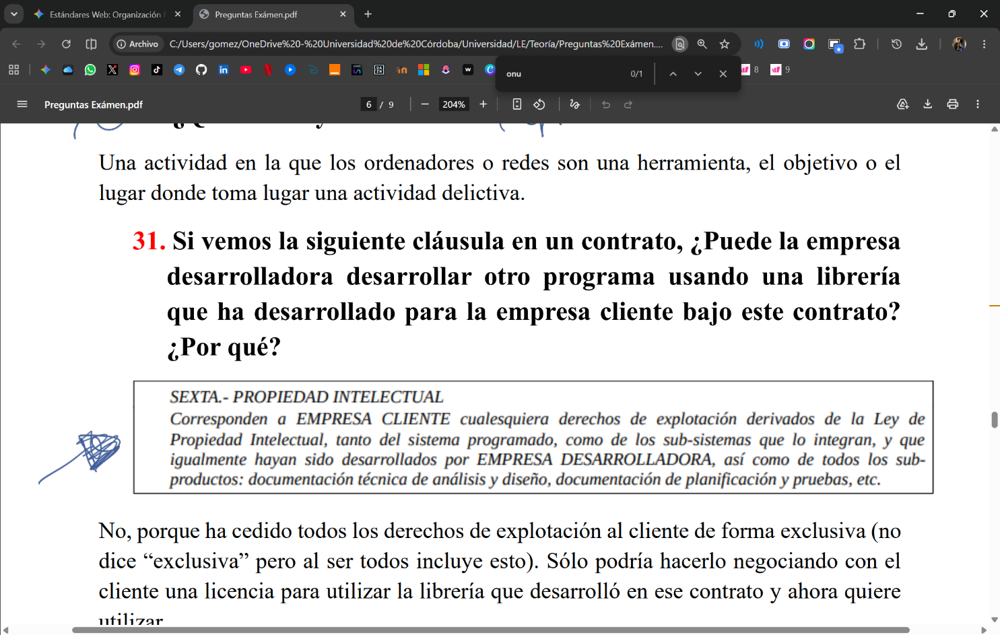 Estándares Web: Organización
Preguntas Exámen.pdf
Archivo
C:/Users/gomez/OneDrive%20-%20Universidad%20de%20Córdoba/Universidad/LE/Teoría/Preguntas%20Exámen....
onu
0/1
8
9
Preguntas Exámen.pdf
6 / 9
204%
Una actividad en la que los ordenadores o redes son una herramienta, el objetivo o el
lugar donde toma lugar una actividad delictiva.
31. Si vemos la siguiente cláusula en un contrato, ¿Puede la empresa
desarrolladora desarrollar otro programa usando una librería
que ha desarrollado para la empresa cliente bajo este contrato?
¿Por qué?
SEXTA.- PROPIEDAD INTELECTUAL
Corresponden a EMPRESA CLIENTE cualesquiera derechos de explotación derivados de la Ley de
Propiedad Intelectual, tanto del sistema programado, como de los sub-sistemas que lo integran, y que
igualmente hayan sido desarrollados por EMPRESA DESARROLLADORA, así como de todos los sub-
productos: documentación técnica de análisis y diseño, documentación de planificación y pruebas, etc.
No, porque ha cedido todos los derechos de explotación al cliente de forma exclusiva (no
dice “exclusiva” pero al ser todos incluye esto). Sólo podría hacerlo negociando con el
cliente una licencia para utilizar la librería que desarrolló en ese contrato y ahora quiere
utilizar